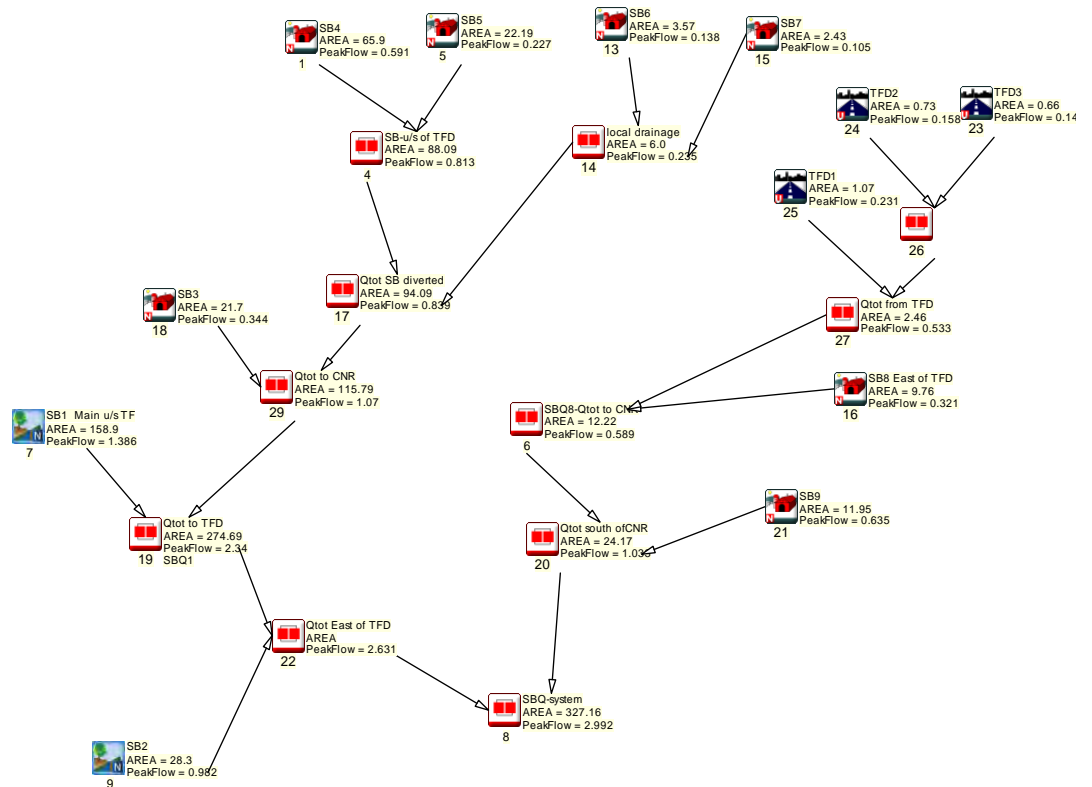 SB4
AREA = 65.9
PeakFlow = 0.591
1
SB5
AREA = 22.19
PeakFlow = 0.227
5
SB6
AREA = 3.57
PeakFlow = 0.138
13
SB7
AREA = 2.43
PeakFlow = 0.105
15
TFD2
AREA = 0.73
PeakFlow = 0.158
24
TFD3
AREA = 0.66
PeakFlow = 0.14
23
SB-u/s of TFD
AREA = 88.09
PeakFlow = 0.813
4
local drainage
AREA = 6.0
PeakFlow = 0.235
14
TFD1
AREA = 1.07
PeakFlow = 0.231
25
U
26
Qtot SB diverted
AREA = 94.09
PeakFlow = 0.839
17
SB3
AREA = 21.7
PeakFlow = 0.344
18
Qtot from TFD
AREA = 2.46
PeakFlow = 0.533
27
Qtot to CNR
AREA = 115.79
PeakFlow = 1.07
29
SB8 East of TFD
AREA = 9.76
PeakFlow = 0.321
16
SB1 Main u/s TF
AREA = 158.9
PeakFlow = 1.386
7
N
SBQ8-Qtot to CNR
AREA = 12.22
PeakFlow = 0.589
6
SB9
AREA = 11.95
PeakFlow = 0.635
21
Qtot to TFD
AREA = 274.69
PeakFlow = 2.34
SBQ1
19
Qtot south ofCNR
AREA = 24.17
PeakFlow = 1.035
20
Qtot East of TFD
AREA
PeakFlow = 2.631
22
SBQ-system
AREA = 327.16
PeakFlow = 2.992
8
SB2
AREA = 28.3
PeakFlow = 0.982
9
N